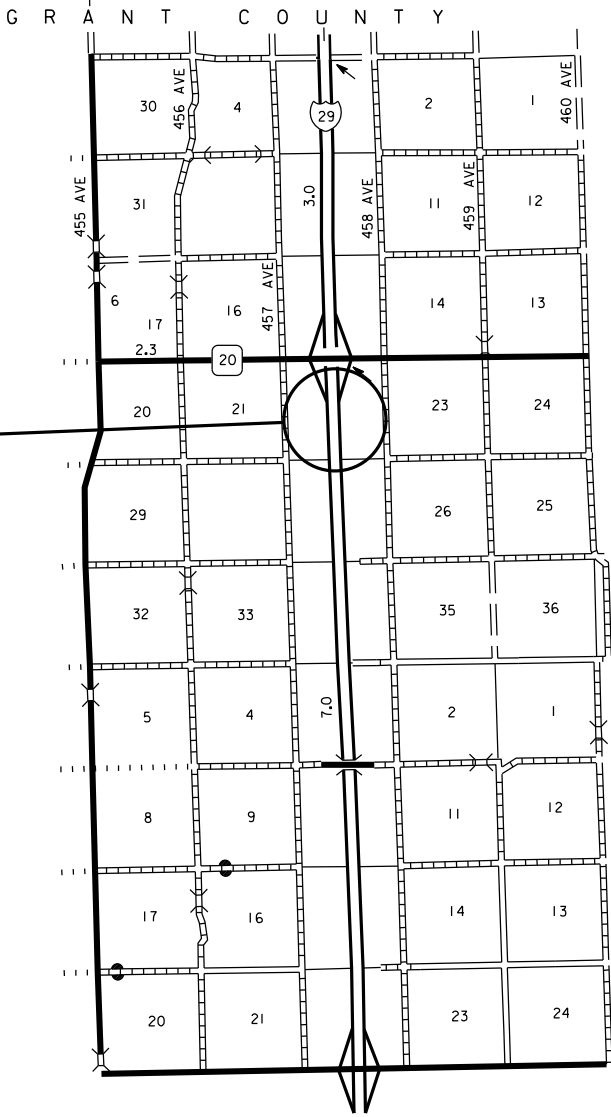 GRANT COUNTY
30 456 AVE 4 29 2 1 460 AVE
455 AVE 31 3.0 458 AVE 11 459 AVE 12
6 17 16 457 AVE 14 13
2.3 20
20 21 23 24
29 26 25
32 33 35 36
5 4 7.0 2 1
8 9 11 12
17 16 14 13
20 21 23 24